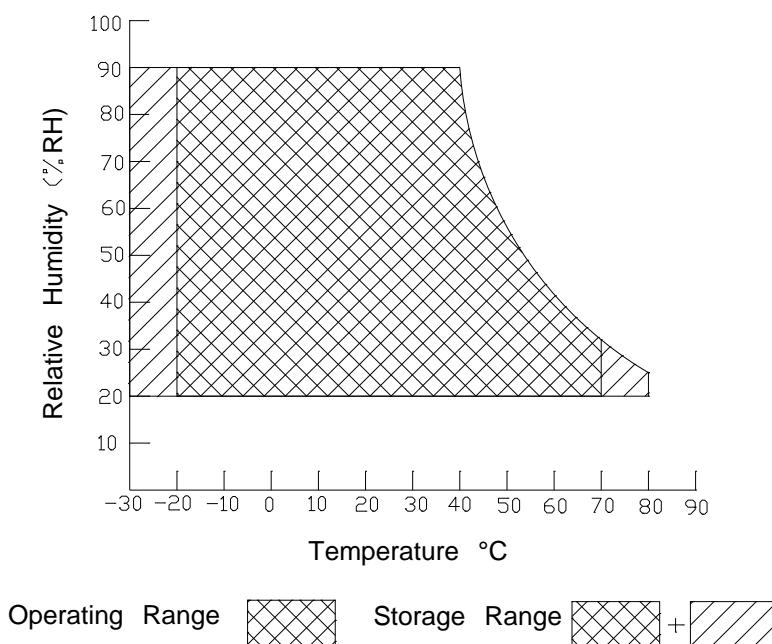 100
90
80
70
60
50
40
30
20
10
Relative Humidity (%RH)
-30 -20 -10 0 10 20 30 40 50 60 70 80 90
Temperature °C
Operating Range Storage Range +